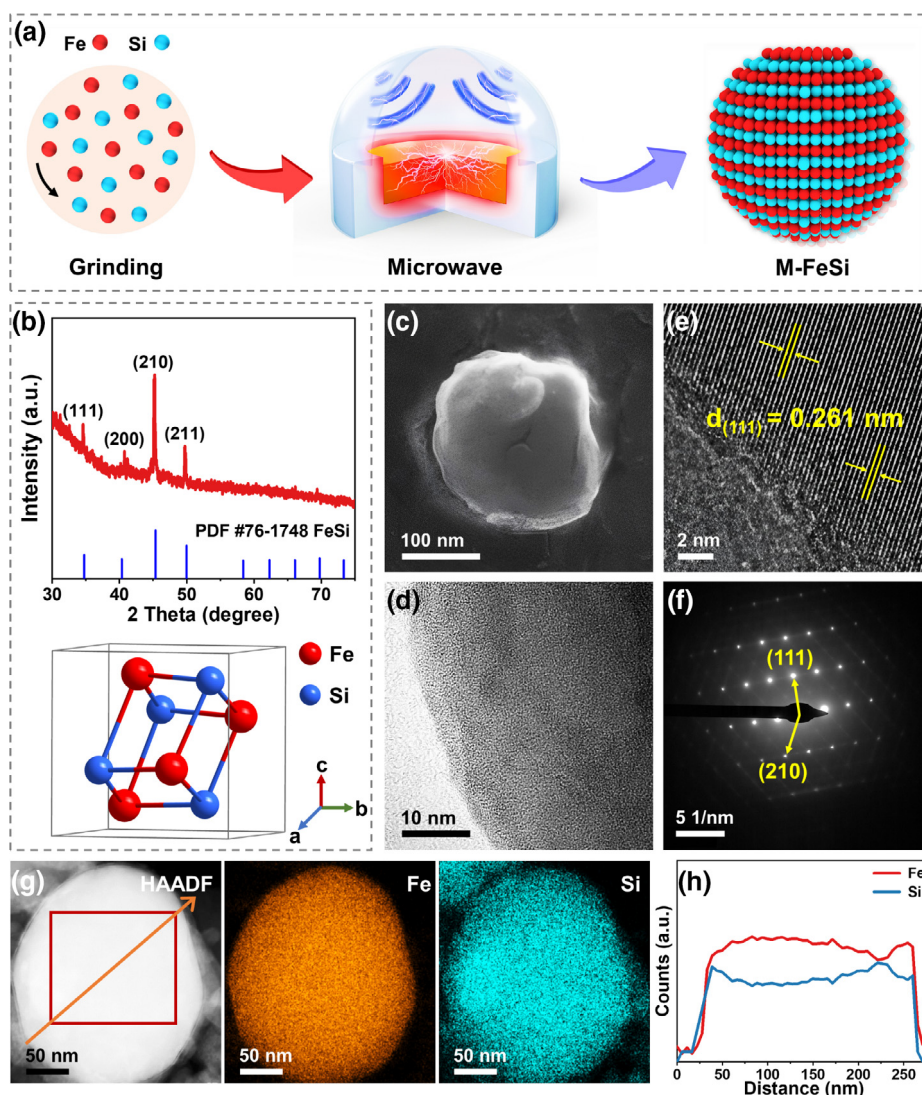 (a)
Fe Si
Grinding
Microwave
M-FeSi
(b)
Intensity (a.u.)
(111)
(200)
(210)
(211)
PDF #76-1748 FeSi
30 40 50 60 70
2 Theta (degree)
Fe
Si
c
b
a
(c)
100 nm
(e)
d(111) = 0.261 nm
2 nm
(d)
10 nm
(f)
(111)
(210)
5 1/nm
(g)
HAADF
50 nm
Fe
50 nm
Si
50 nm
(h)
Fe
Si
Counts (a.u.)
0 50 100 150 200 250
Distance (nm)